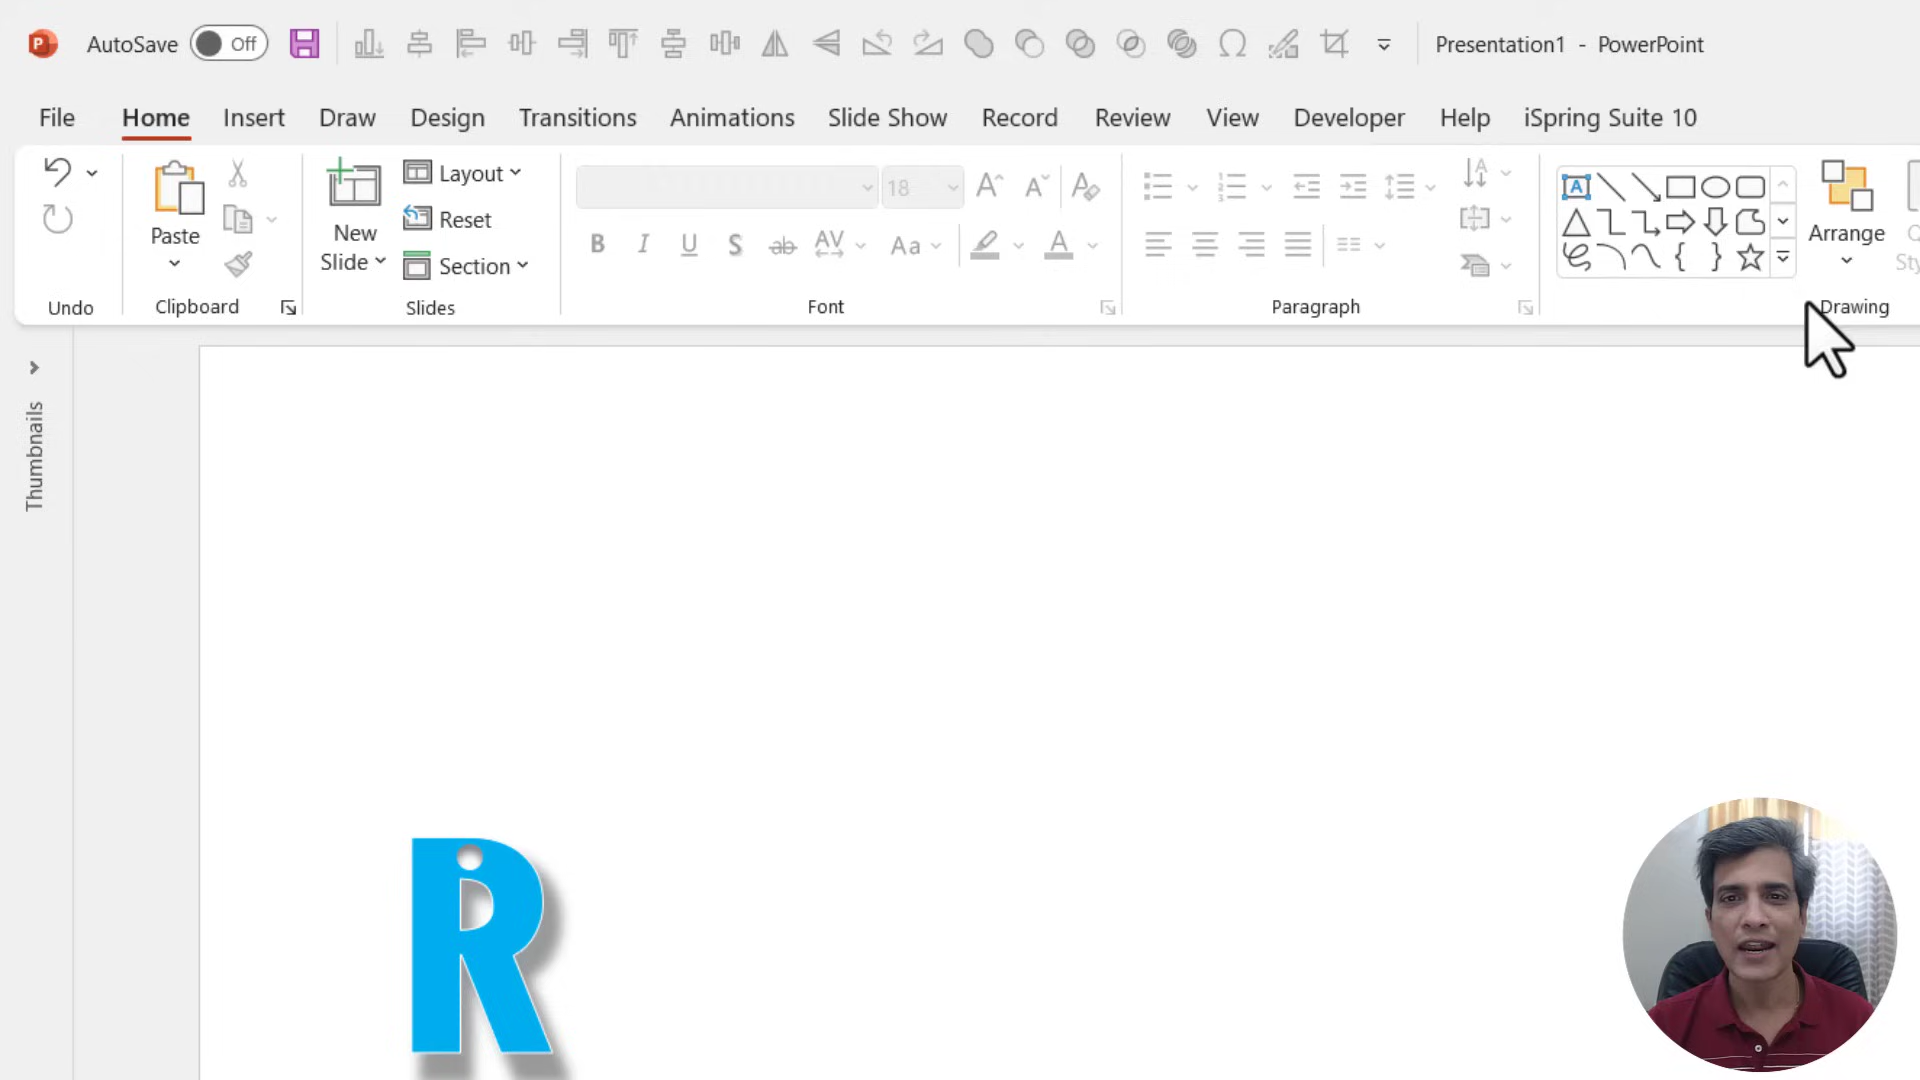 AutoSave Off Presentation1 - PowerPoint
File Home Insert Draw Design Transitions Animations Slide Show Record Review View Developer Help iSpring Suite 10
Paste
New
Slide
Layout
Reset
Section
18
Arrange
Undo Clipboard Slides Font Paragraph Drawing
Thumbnails
R